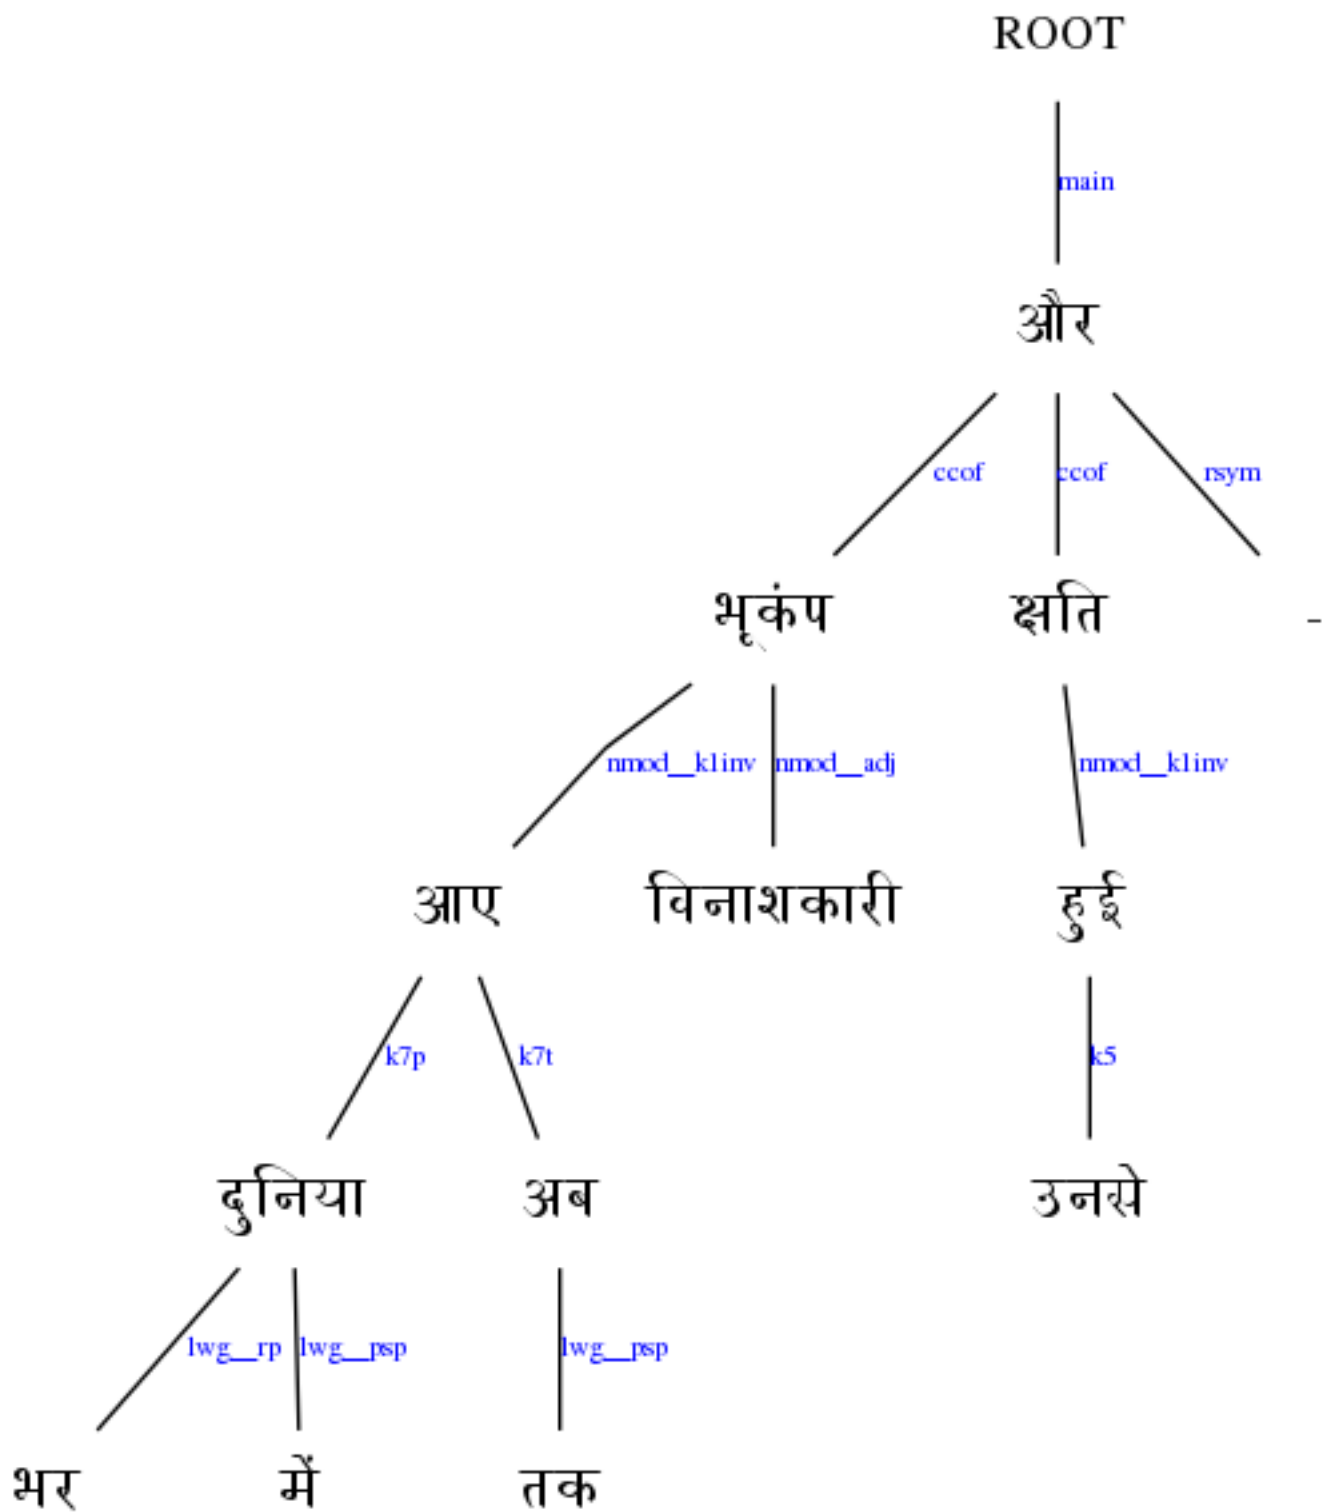 ROOT
main
और
ccof ccof rsym
भूकंप क्षति -
nmod__k1inv nmod__adj nmod__k1inv
आए विनाशकारी हुई
k7p k7t k5
दुनिया अब उनसे
lwg__rp lwg__psp lwg__psp
भर में तक